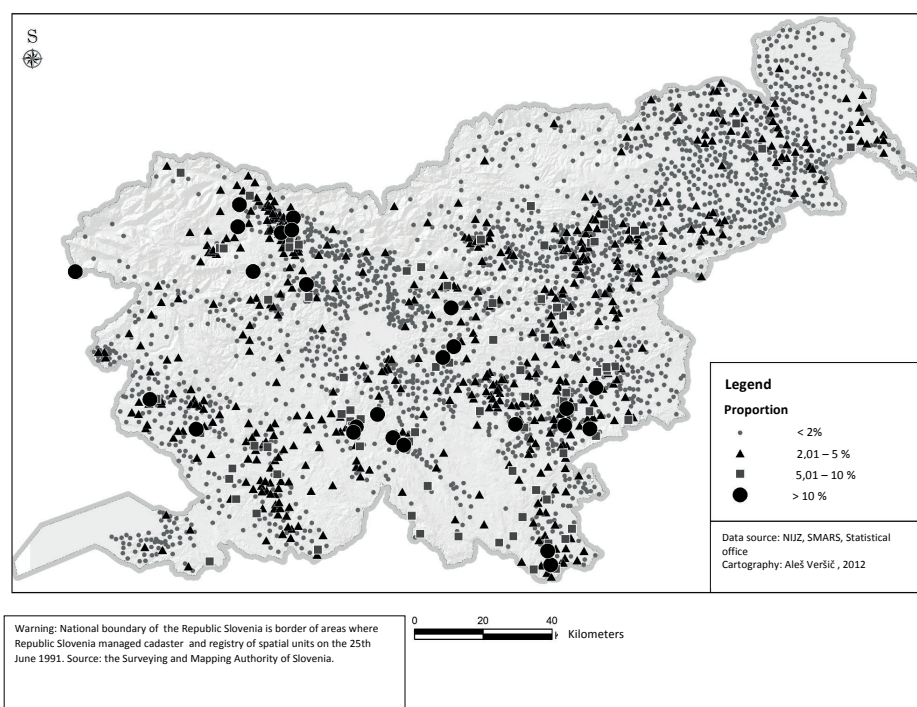 S
Legend
Proportion
< 2%
2,01 – 5 %
5,01 – 10 %
> 10 %
Data source: NIJZ, SMARS, Statistical
office
Cartography: Aleš Veršič , 2012
Warning: National boundary of the Republic Slovenia is border of areas where
Republic Slovenia managed cadaster and registry of spatial units on the 25th
June 1991. Source: the Surveying and Mapping Authority of Slovenia.
0 20 40
Kilometers